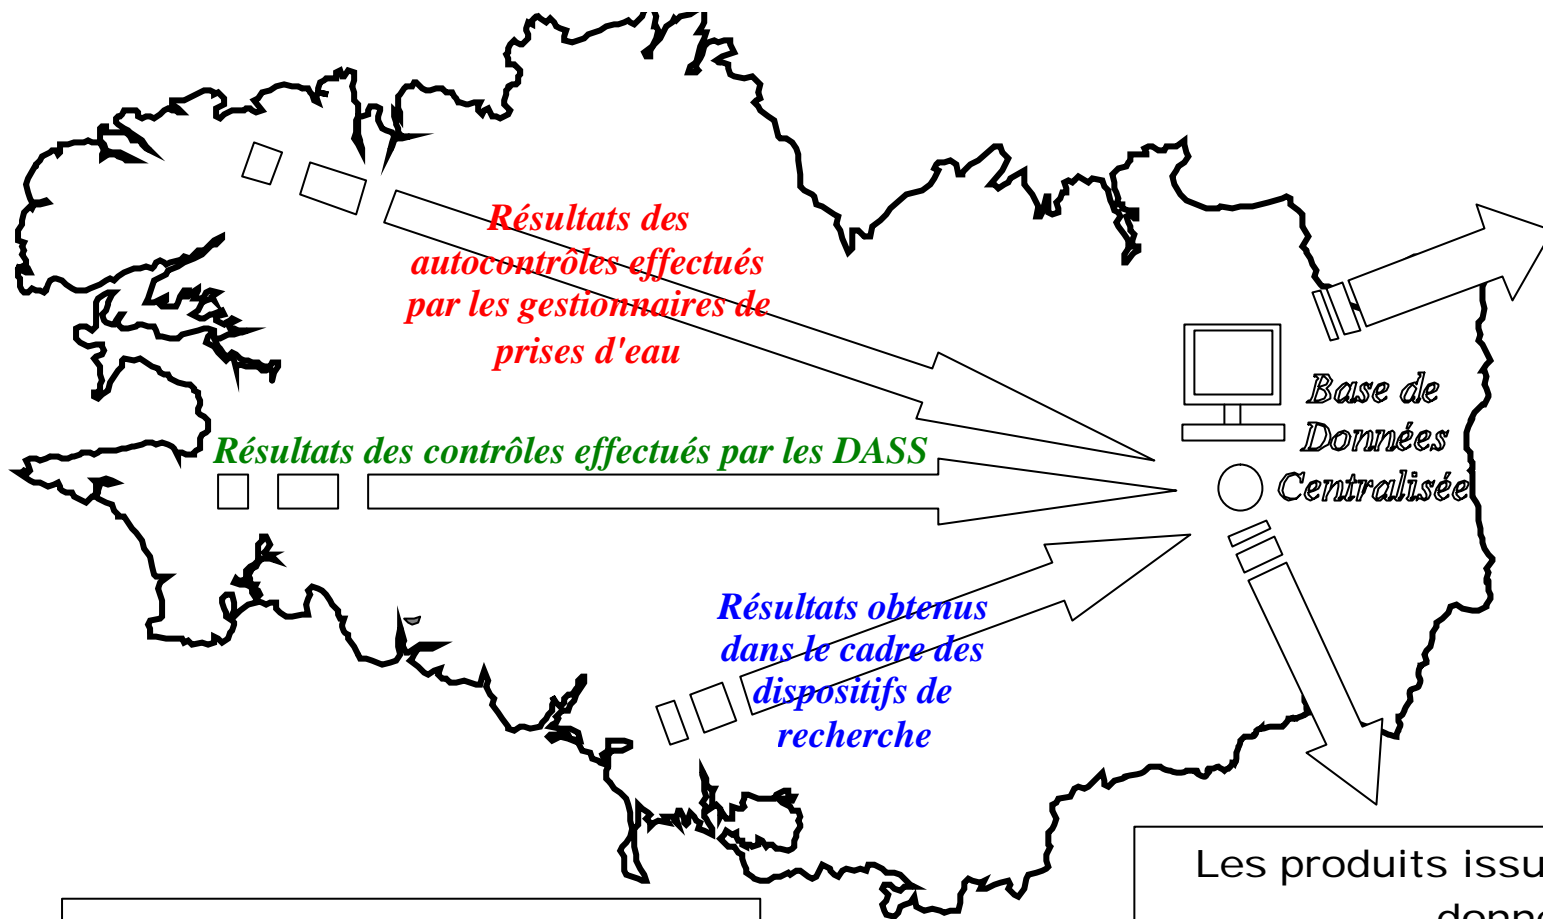 Résultats des
autocontrôles effectués
par les gestionnaires de
prises d'eau
Résultats des contrôles effectués par les DASS
Base de
Données
Centralisée
Résultats obtenus
dans le cadre des
dispositifs de
recherche
Les produits issu
donn